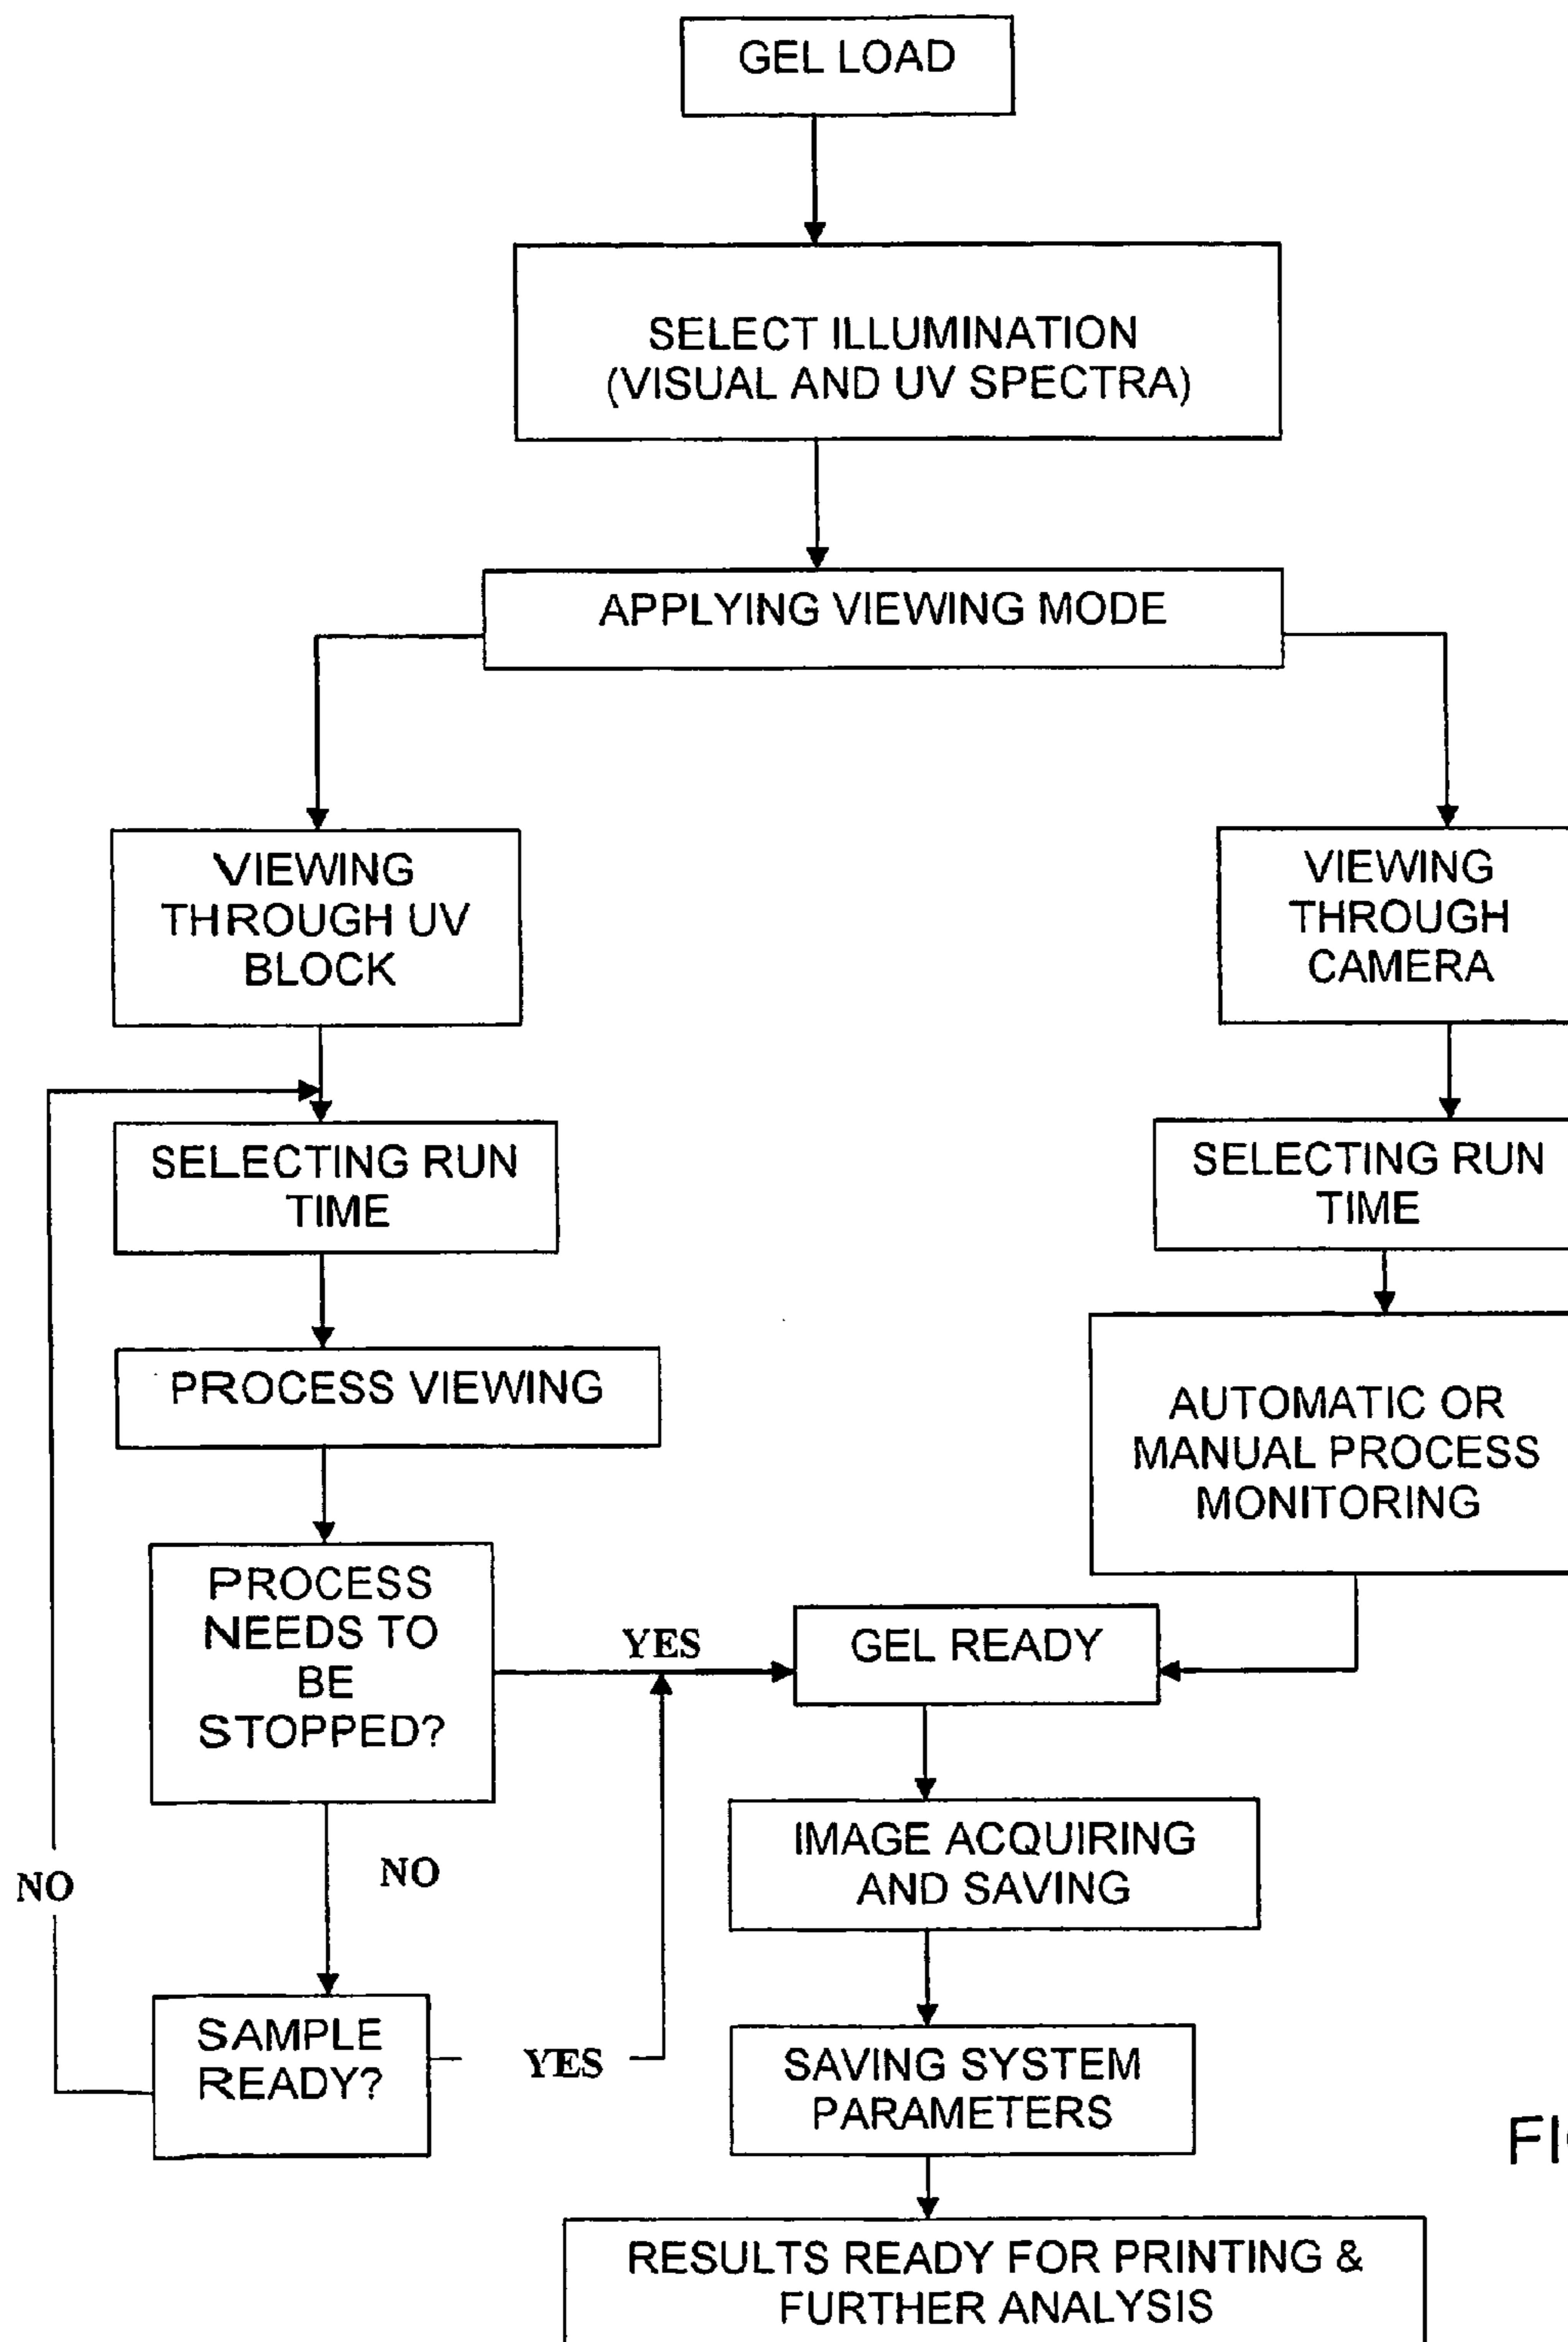 GEL LOAD
SELECT ILLUMINATION
(VISUAL AND UV SPECTRA)
APPLYING VIEWING MODE
VIEWING
THROUGH UV
BLOCK
VIEWING
THROUGH
CAMERA
SELECTING RUN
TIME
SELECTING RUN
TIME
PROCESS VIEWING
AUTOMATIC OR
MANUAL PROCESS
MONITORING
PROCESS
NEEDS TO
BE
STOPPED?
YES
GEL READY
IMAGE ACQUIRING
AND SAVING
NO
NO
SAMPLE
READY?
YES
SAVING SYSTEM
PARAMETERS
RESULTS READY FOR PRINTING &
FURTHER ANALYSIS